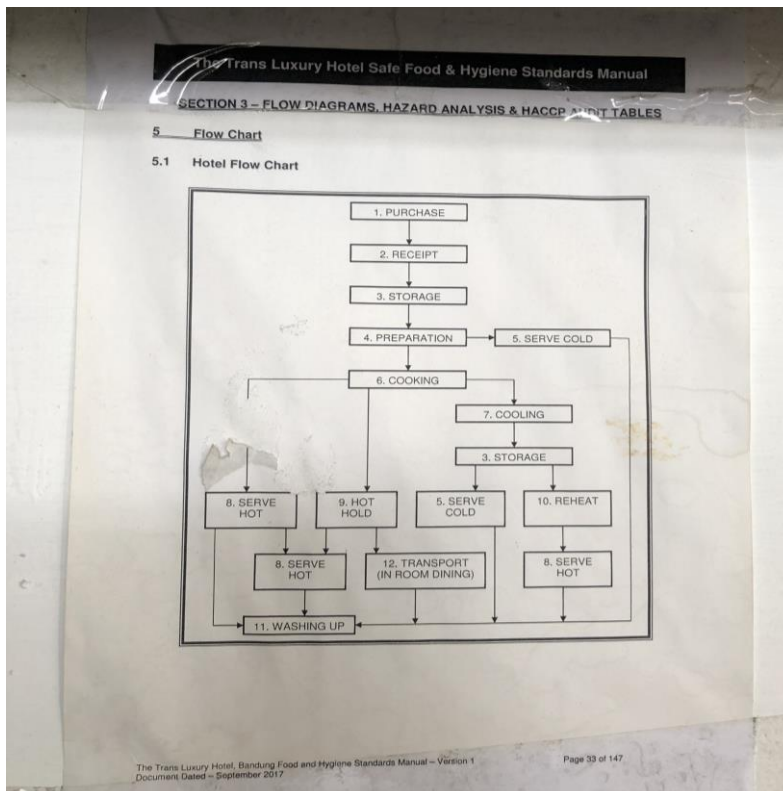 The Trans Luxury Hotel Safe Food & Hygiene Standards Manual
SECTION 3 – FLOW DIAGRAMS, HAZARD ANALYSIS & HACCP AUDIT TABLES
5 Flow Chart
5.1 Hotel Flow Chart
1. PURCHASE
2. RECEIPT
3. STORAGE
4. PREPARATION
5. SERVE COLD
6. COOKING
7. COOLING
3. STORAGE
8. SERVE
HOT
9. HOT
HOLD
5. SERVE
COLD
10. REHEAT
8. SERVE
HOT
12. TRANSPORT
(IN ROOM DINING)
8. SERVE
HOT
11. WASHING UP
The Trans Luxury Hotel, Bandung Food and Hygiene Standards Manual – Version 1
Document Dated – September 2017
Page 33 of 147